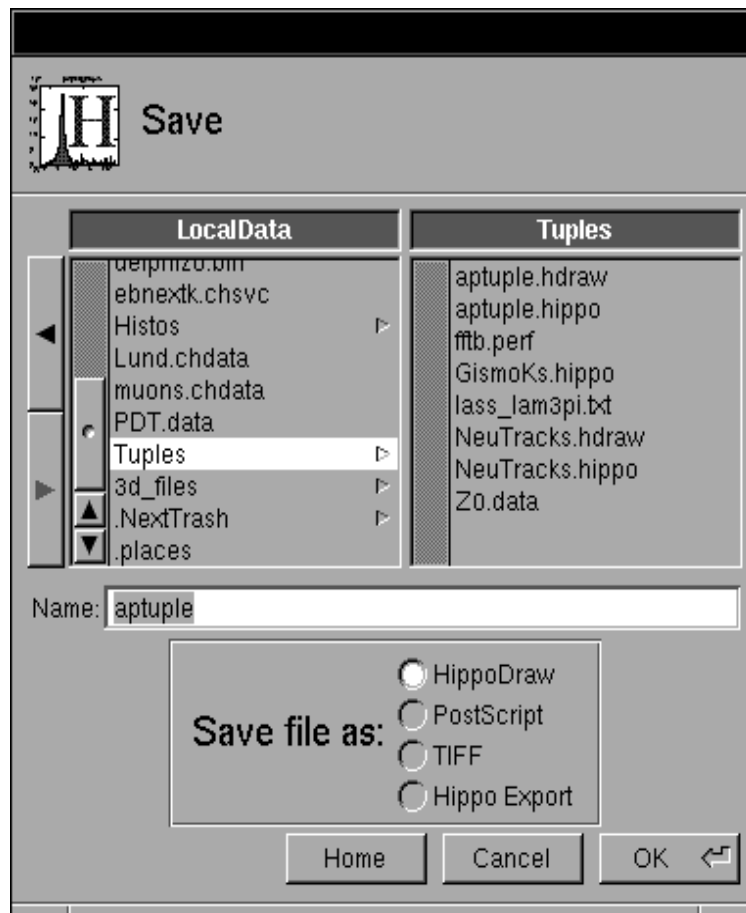 H
Save
LocalData
Tuples
ebnextk.chsvc
Histos
Lund.chdata
muons.chdata
PDT.data
Tuples
3d_files
.NextTrash
.places
aptuple.hdraw
aptuple.hippo
fftb.perf
GismoKs.hippo
lass_lam3pi.txt
NeuTracks.hdraw
NeuTracks.hippo
Z0.data
Name: aptuple
Save file as:
HippoDraw
PostScript
TIFF
Hippo Export
Home
Cancel
OK